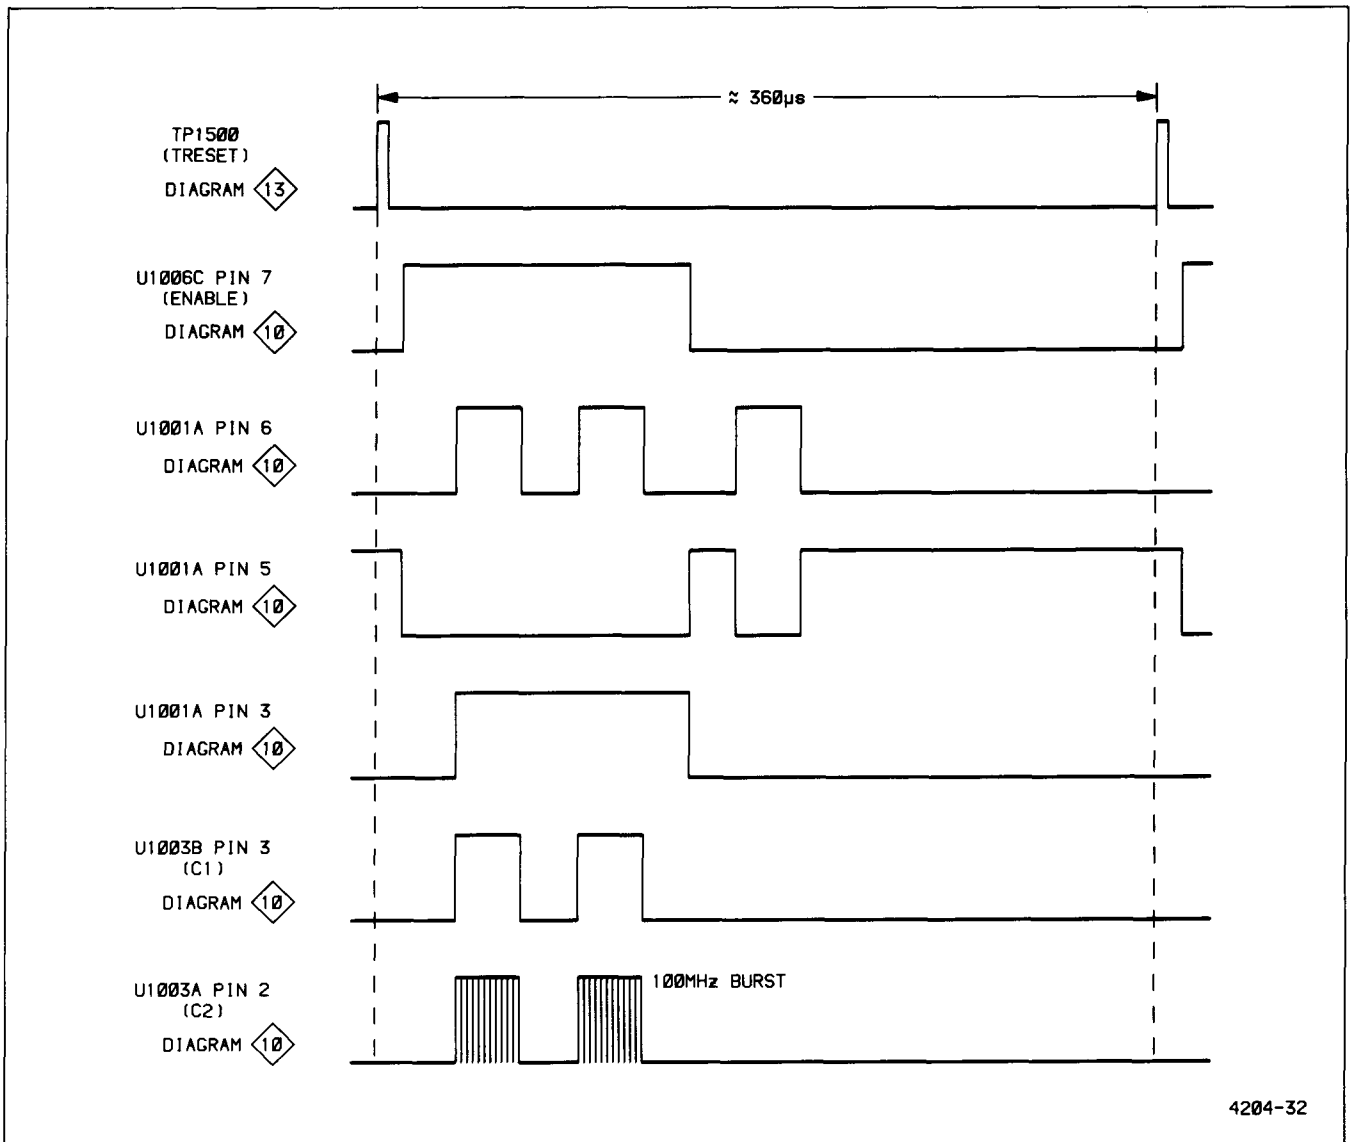 ≈ 360µs
TP1500
(TRESET)
DIAGRAM 13
U1006C PIN 7
(ENABLE)
DIAGRAM 10
U1001A PIN 6
DIAGRAM 10
U1001A PIN 5
DIAGRAM 10
U1001A PIN 3
DIAGRAM 10
U1003B PIN 3
(C1)
DIAGRAM 10
U1003A PIN 2
(C2)
DIAGRAM 10
100MHz BURST
4204-32